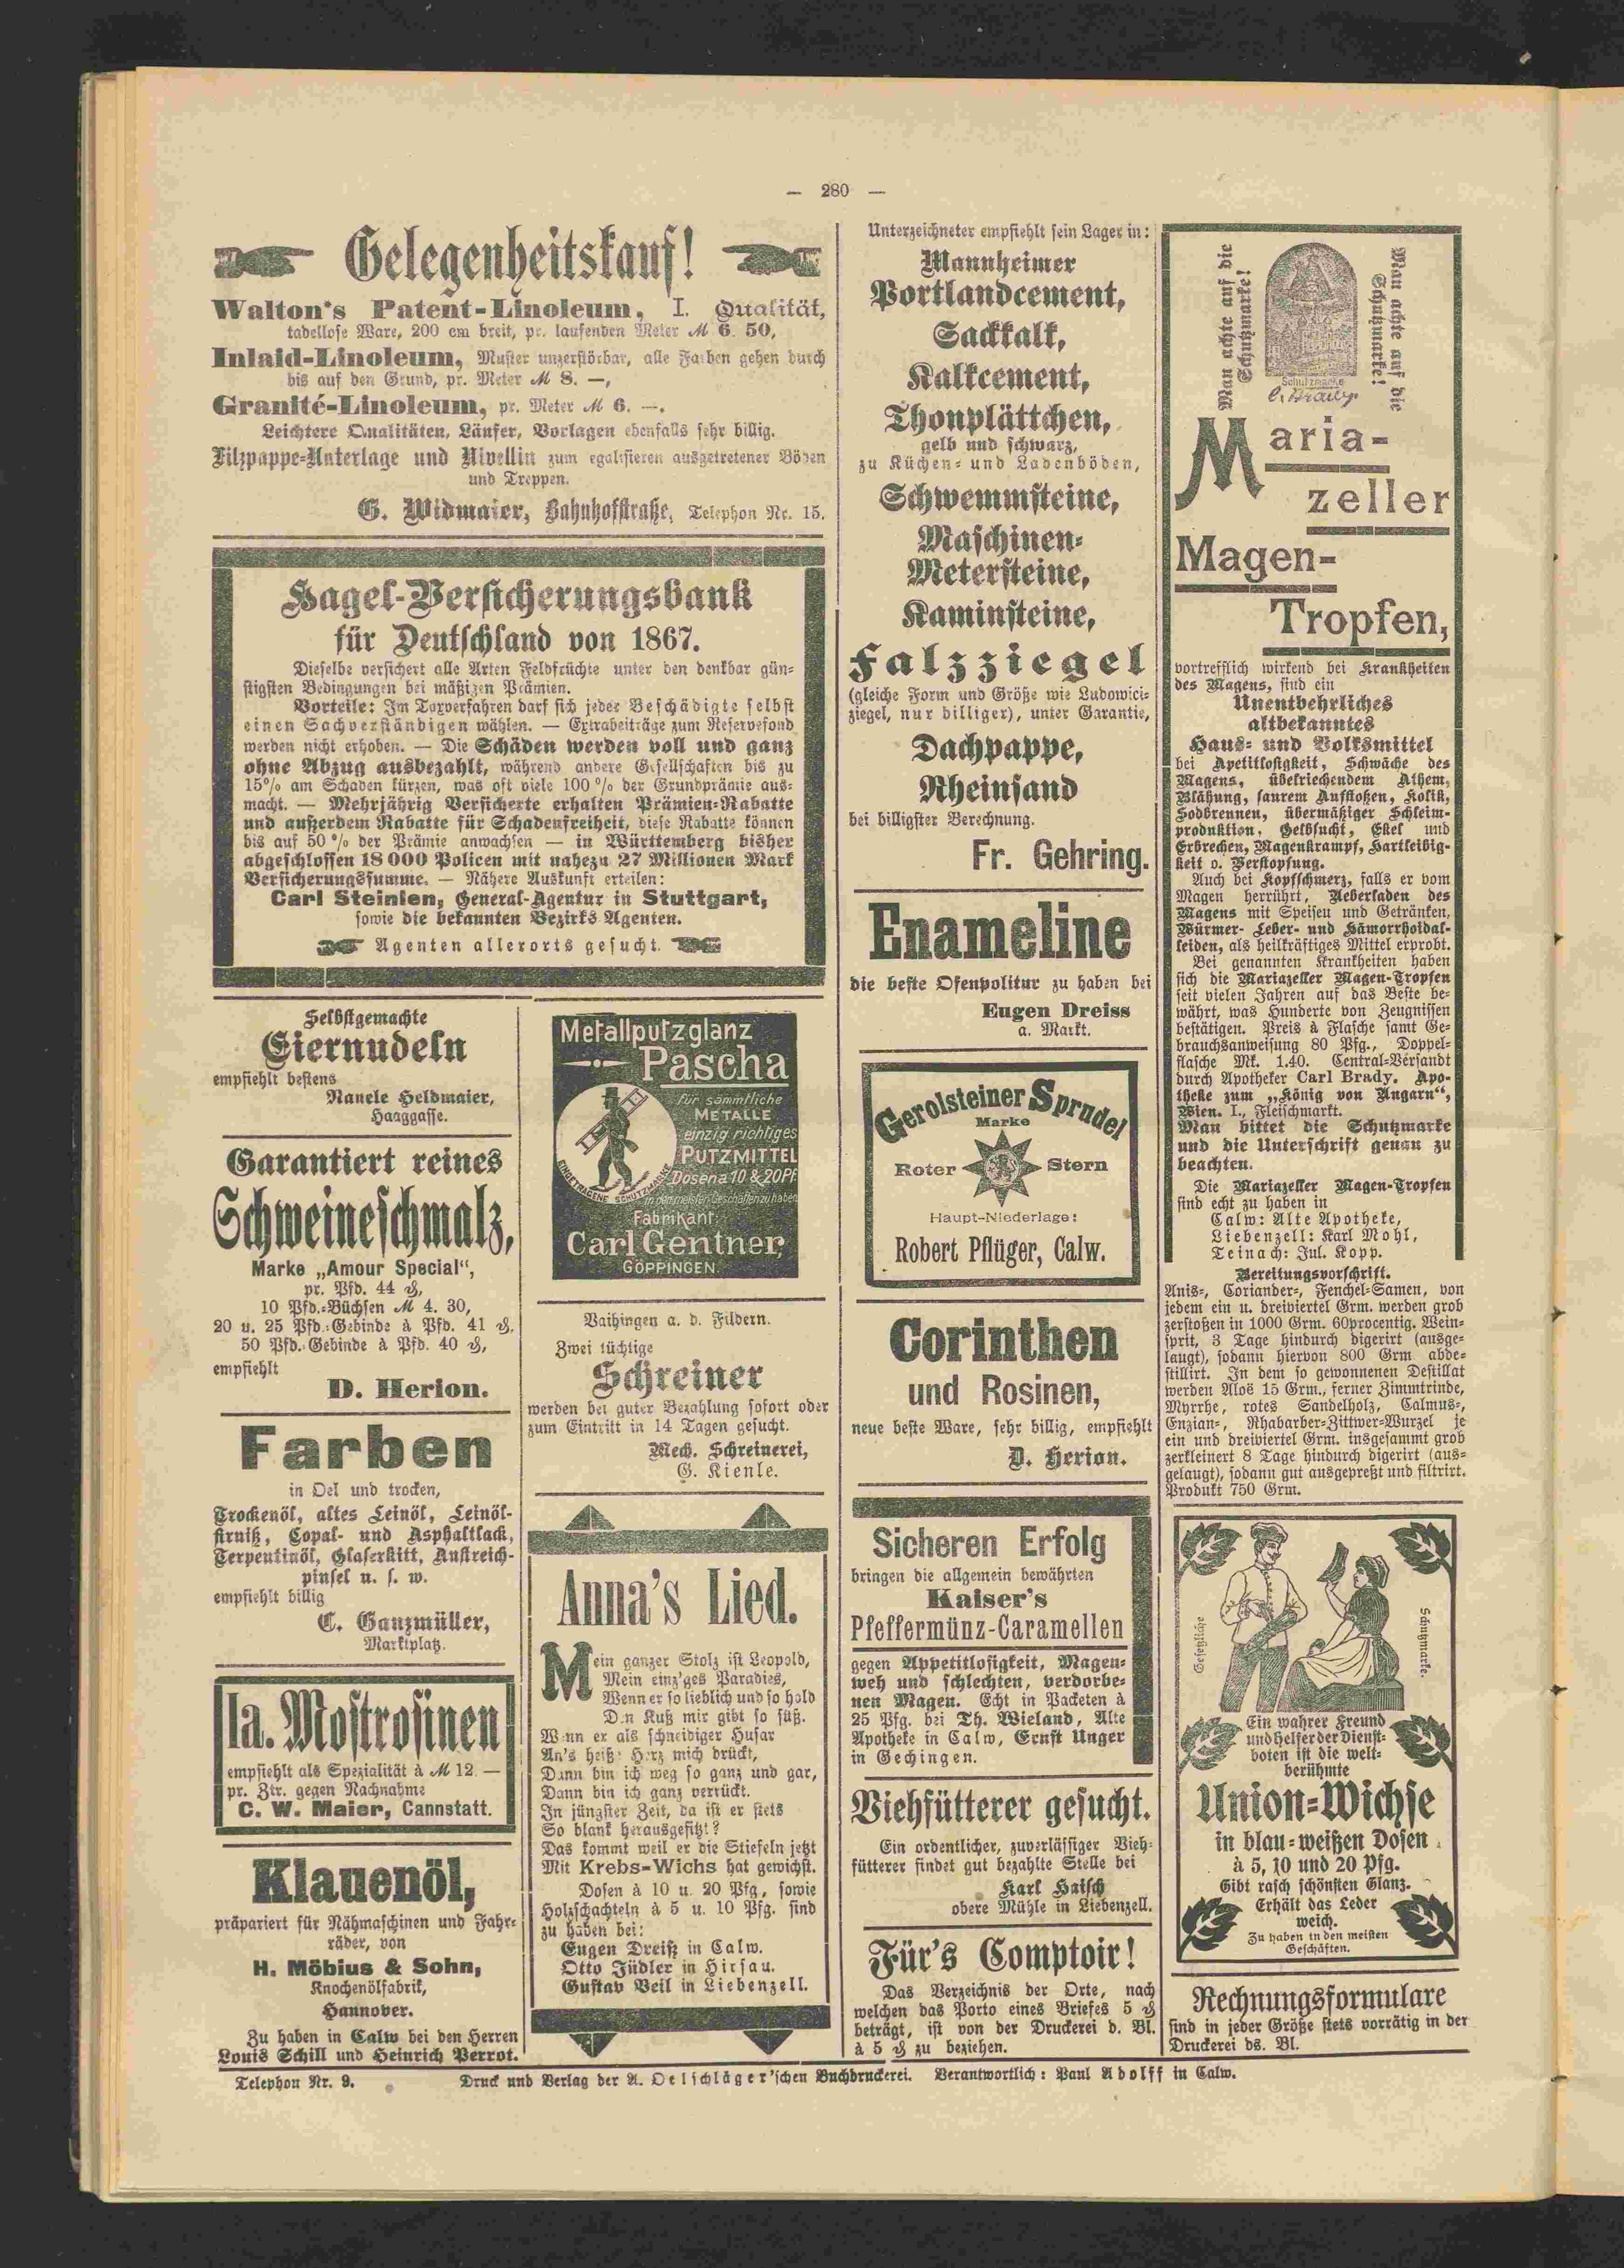 — 280 —
Gelegenheitskauf!
Walton's Patent-Linoleum, I. Qualität,
tadellose Ware, 200 cm breit, pr. laufenden Meter M 6. 50,
Inlaid-Linoleum, Muster unzerstörbar, alle Farben gehen durch
bis auf den Grund, pr. Meter M 8. —,
Granité-Linoleum, pr. Meter M 6. —.
Leichtere Qualitäten, Läufer, Vorlagen ebenfalls sehr billig.
Filzpappe-Unterlage und Nivellin zum egalisieren ausgetretener Böden
und Treppen.
G. Widmaier, Bahnhofstraße, Telephon Nr. 15.
Hagel-Versicherungsbank
für Deutschland von 1867.
Dieselbe versichert alle Arten Feldfrüchte unter den denkbar gün-
stigsten Bedingungen bei mäßigen Prämien.
Vorteile: Im Taxverfahren darf sich jeder Beschädigte selbst
einen Sachverständigen wählen. — Extrabeiträge zum Reservefond
werden nicht erhoben. — Die Schäden werden voll und ganz
ohne Abzug ausbezahlt, während andere Gesellschaften bis zu
15% am Schaden kürzen, was oft viele 100 % der Grundprämie aus-
macht. — Mehrjährig Versicherte erhalten Prämien-Rabatte
und außerdem Rabatte für Schadenfreiheit, diese Rabatte können
bis auf 50 % der Prämie anwachsen — in Württemberg bisher
abgeschlossen 18 000 Policen mit nahezu 27 Millionen Mark
Versicherungssumme. — Nähere Auskunft erteilen:
Carl Steinlen, General-Agentur in Stuttgart,
sowie die bekannten Bezirks Agenten.
Agenten allerorts gesucht.
Selbstgemachte
Eiernudeln
empfiehlt bestens
Nanele Heldmaier,
Haaggasse.
Garantiert reines
Schweineschmalz,
Marke „Amour Special“,
pr. Pfd. 44 ₰,
10 Pfd.-Büchsen M 4. 30,
20 u. 25 Pfd.-Gebinde à Pfd. 41 ₰,
50 Pfd.-Gebinde à Pfd. 40 ₰,
empfiehlt
D. Herion.
Farben
in Oel und trocken,
Trockenöl, altes Leinöl, Leinöl-
firniß, Copal- und Asphaltlack,
Terpentinöl, Glaserkitt, Anstreich-
pinsel u. s. w.
empfiehlt billig
C. Ganzmüller,
Marktplatz.
Ia. Mostrosinen
empfiehlt als Spezialität à M 12. —
pr. Ztr. gegen Nachnahme
C. W. Maier, Cannstatt.
Klauenöl,
präpariert für Nähmaschinen und Fahr-
räder, von
H. Möbius & Sohn,
Knochenölfabrik,
Hannover.
Zu haben in Calw bei den Herren
Louis Schill und Heinrich Perrot.
Metallputzglanz
Pascha
für sämmtliche
METALLE
einzig richtiges
PUTZMITTEL
Dosen a 10 & 20 Pf
in den meisten Geschäften zu haben
EINGETRAGENE SCHUTZMARKE
Fabrikant:
Carl Gentner,
GÖPPINGEN.
Vaihingen a. d. Fildern.
Zwei tüchtige
Schreiner
werden bei guter Bezahlung sofort oder
zum Eintritt in 14 Tagen gesucht.
Mech. Schreinerei,
G. Kienle.
Anna's Lied.
Mein ganzer Stolz ist Leopold,
Mein einz'ges Paradies,
Wenn er so lieblich und so hold
Den Kuß mir gibt so süß.
Wenn er als schneidiger Husar
An's heiße Herz mich drückt,
Dann bin ich weg so ganz und gar,
Dann bin ich ganz verrückt.
In jüngster Zeit, da ist er stets
So blank herausgesitzt?
Das kommt weil er die Stiefeln jetzt
Mit Krebs-Wichs hat gewichst.
Dosen à 10 u. 20 Pfg., sowie
Holzschachteln à 5 u. 10 Pfg. sind
zu haben bei:
Eugen Dreiß in Calw.
Otto Jüdler in Hirsau.
Gustav Veil in Liebenzell.
Unterzeichneter empfiehlt sein Lager in:
Mannheimer
Portlandcement,
Sackkalk,
Kalkcement,
Thonplättchen,
gelb und schwarz,
zu Küchen- und Ladenböden,
Schwemmsteine,
Maschinen-
Metersteine,
Kaminsteine,
Falzziegel
(gleiche Form und Größe wie Ludowici-
ziegel, nur billiger), unter Garantie,
Dachpappe,
Rheinsand
bei billigster Berechnung.
Fr. Gehring.
Enameline
die beste Ofenpolitur zu haben bei
Eugen Dreiss
a. Markt.
Gerolsteiner Sprudel
Marke
Roter Stern
Haupt-Niederlage:
Robert Pflüger, Calw.
Corinthen
und Rosinen,
neue beste Ware, sehr billig, empfiehlt
D. Herion.
Sicheren Erfolg
bringen die allgemein bewährten
Kaiser's
Pfeffermünz-Caramellen
gegen Appetitlosigkeit, Magen-
weh und schlechten, verdorbe-
nen Magen. Echt in Packeten à
25 Pfg. bei Th. Wieland, Alte
Apotheke in Calw, Ernst Unger
in Gechingen.
Viehfütterer gesucht.
Ein ordentlicher, zuverlässiger Vieh-
fütterer findet gut bezahlte Stelle bei
Karl Haisch
obere Mühle in Liebenzell.
Für's Comptoir!
Das Verzeichnis der Orte, nach
welchen das Porto eines Briefes 5 ₰
beträgt, ist von der Druckerei d. Bl.
à 5 ₰ zu beziehen.
Man achte auf die
Schutzmarke!
Schutzmarke
C. Brady
Man achte auf die
Schutzmarke!
Maria-
zeller
Magen-
Tropfen,
vortrefflich wirkend bei Krankheiten
des Magens, sind ein
Unentbehrliches
altbekanntes
Haus- und Volksmittel
bei Apetitlosigkeit, Schwäche des
Magens, übelriechendem Athem,
Blähung, saurem Aufstoßen, Kolik,
Sodbrennen, übermäßiger Schleim-
produktion, Gelbsucht, Ekel und
Erbrechen, Magenkrampf, Hartleibig-
keit o. Verstopfung.
Auch bei Kopfschmerz, falls er vom
Magen herrührt, Ueberladen des
Magens mit Speisen und Getränken,
Würmer- Leber- und Hämorrhoidal-
leiden, als heilkräftiges Mittel erprobt.
Bei genannten Krankheiten haben
sich die Mariazeller Magen-Tropfen
seit vielen Jahren auf das Beste be-
währt, was Hunderte von Zeugnissen
bestätigen. Preis à Flasche samt Ge-
brauchsanweisung 80 Pfg., Doppel-
flasche Mk. 1.40. Central-Versandt
durch Apotheker Carl Brady. Apo-
theke zum „König von Ungarn“,
Wien. I., Fleischmarkt.
Man bittet die Schutzmarke
und die Unterschrift genau zu
beachten.
Die Mariazeller Magen-Tropfen
sind echt zu haben in
Calw: Alte Apotheke,
Liebenzell: Karl Mohl,
Teinach: Jul. Kopp.
Bereitungsvorschrift.
Anis-, Coriander-, Fenchel-Samen, von
jedem ein u. dreiviertel Grm. werden grob
zerstoßen in 1000 Grm. 60procentig. Wein-
sprit, 3 Tage hindurch digerirt (ausge-
laugt), sodann hiervon 800 Grm abde-
stillirt. In dem so gewonnenen Destillat
werden Aloë 15 Grm., ferner Zimmtrinde,
Myrrhe, rotes Sandelholz, Calmus-,
Enzian-, Rhabarber-Zittwer-Wurzel je
ein und dreiviertel Grm. insgesammt grob
zerkleinert 8 Tage hindurch digerirt (aus-
gelaugt), sodann gut ausgepreßt und filtrirt.
Produkt 750 Grm.
Gesetzliche
Schutzmarke.
Ein wahrer Freund
und Helfer der Dienst-
boten ist die welt-
berühmte
Union-Wichse
in blau-weißen Dosen
à 5, 10 und 20 Pfg.
Gibt rasch schönsten Glanz.
Erhält das Leder
weich.
Zu haben in den meisten
Geschäften.
Rechnungsformulare
sind in jeder Größe stets vorrätig in der
Druckerei ds. Bl.
Telephon Nr. 9. Druck und Verlag der A. Oelschläger'schen Buchdruckerei. Verantwortlich: Paul Adolff in Calw.